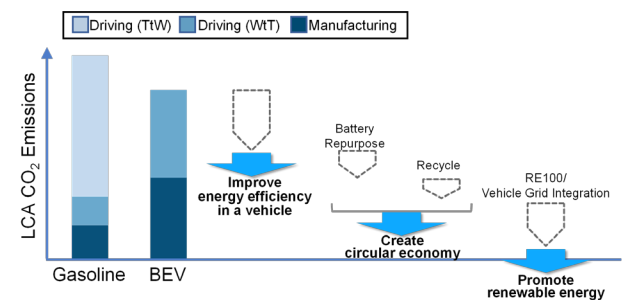 Driving (TtW) Driving (WtT) Manufacturing
LCA CO₂ Emissions
Gasoline
BEV
Improve
energy efficiency
in a vehicle
Battery
Repurpose
Recycle
Create
circular economy
RE100/
Vehicle Grid Integration
Promote
renewable energy